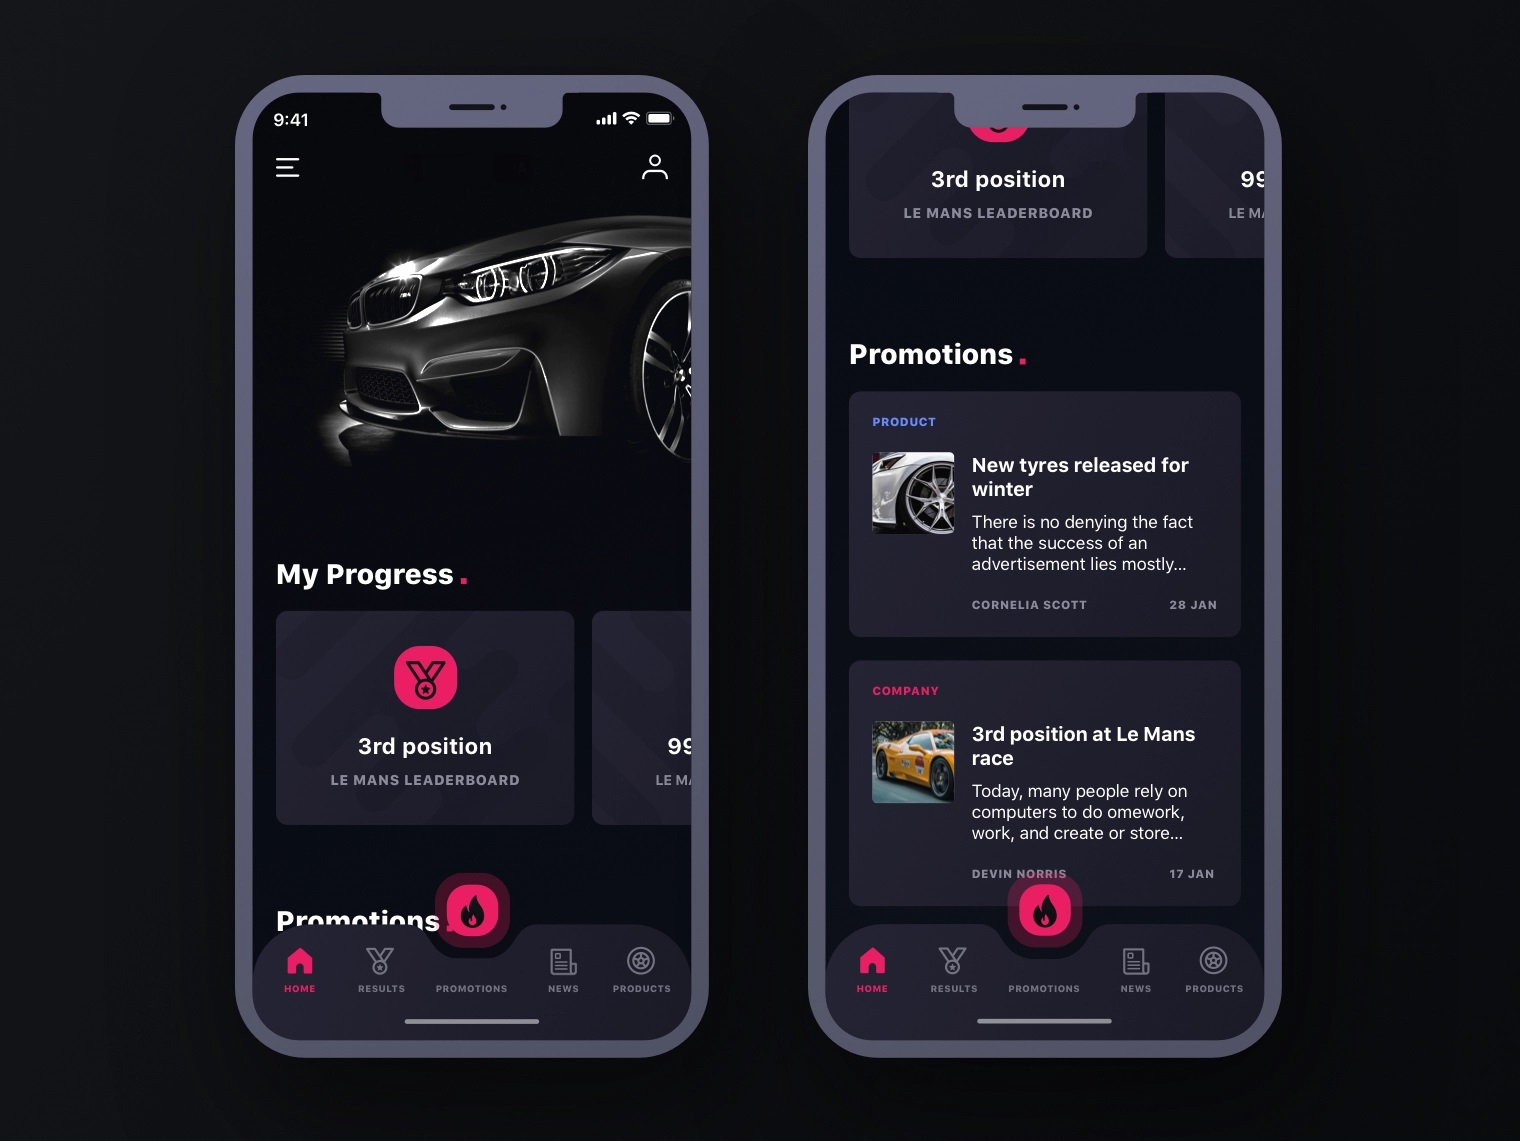 9:41
My Progress.
3rd position
LE MANS LEADERBOARD
99
LE MA
Promotions.
HOME
RESULTS
PROMOTIONS
NEWS
PRODUCTS
3rd position
LE MANS LEADERBOARD
99
LE MA
Promotions.
PRODUCT
New tyres released for
winter
There is no denying the fact
that the success of an
advertisement lies mostly...
CORNELIA SCOTT
28 JAN
COMPANY
3rd position at Le Mans
race
Today, many people rely on
computers to do omework,
work, and create or store...
DEVIN NORRIS
17 JAN
HOME
RESULTS
PROMOTIONS
NEWS
PRODUCTS